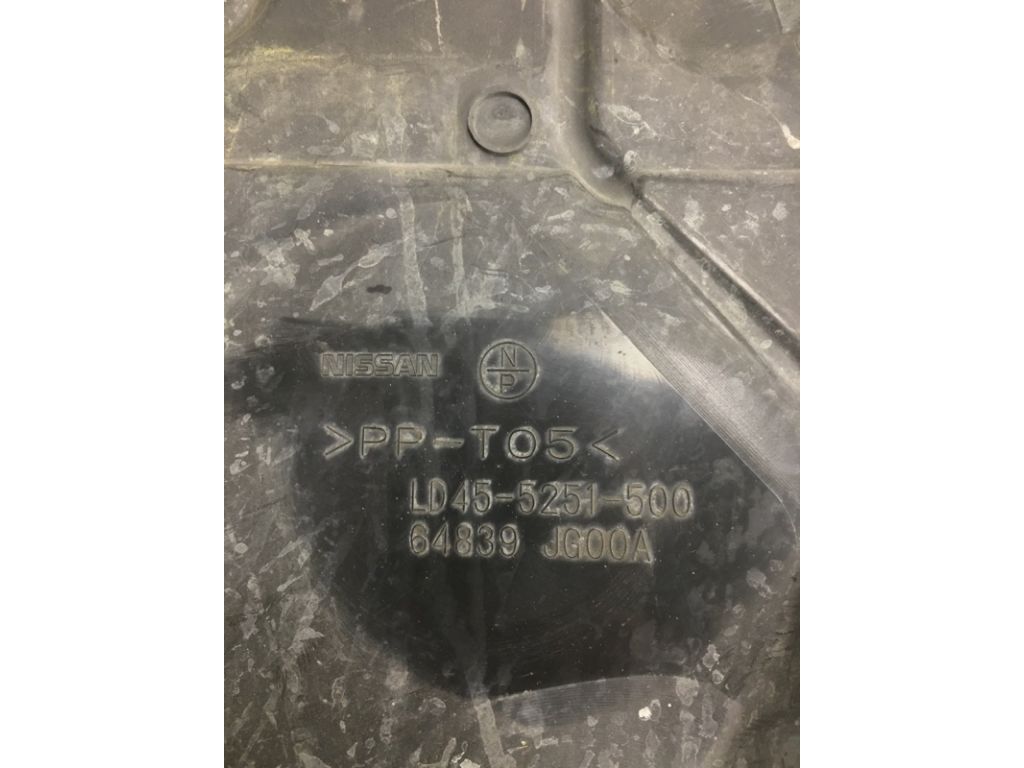 NISSAN N P
>PP-T05<
LD45-5251-500
64839 JG00A